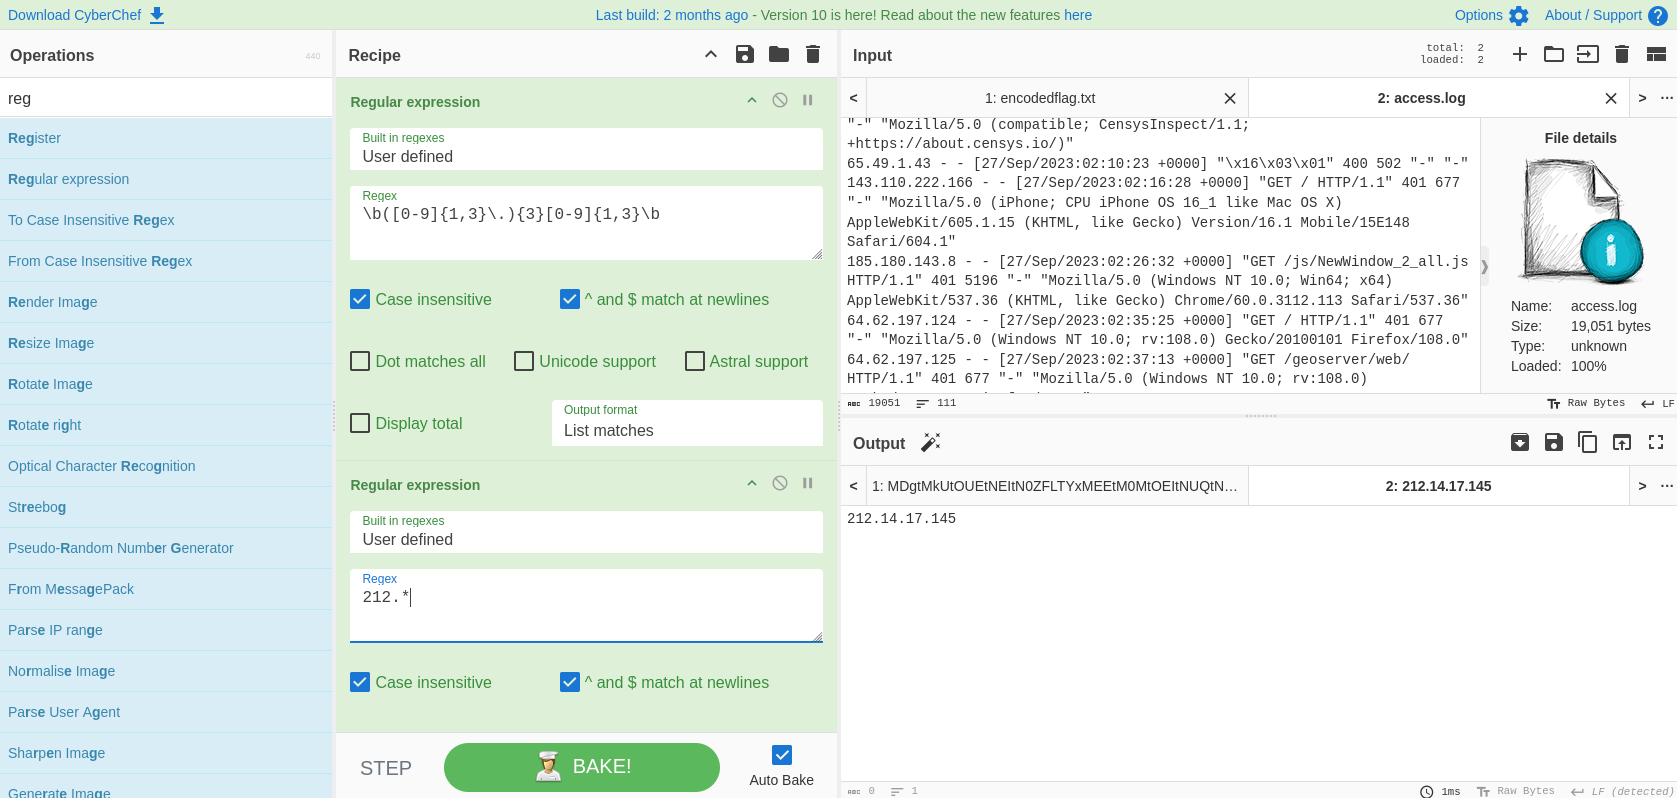 Download CyberChef
Last build: 2 months ago - Version 10 is here! Read about the new features here
Options
About / Support
Operations
440
reg
Register
Regular expression
To Case Insensitive Regex
From Case Insensitive Regex
Render Image
Resize Image
Rotate Image
Rotate right
Optical Character Recognition
Streebog
Pseudo-Random Number Generator
From MessagePack
Parse IP range
Normalise Image
Parse User Agent
Sharpen Image
Generate Image
Recipe
Regular expression
Built in regexes
User defined
Regex
\b([0-9]{1,3}\.){3}[0-9]{1,3}\b
Case insensitive
^ and $ match at newlines
Dot matches all
Unicode support
Astral support
Display total
Output format
List matches
Regular expression
Built in regexes
User defined
Regex
212.*
Case insensitive
^ and $ match at newlines
STEP
BAKE!
Auto Bake
Input
total: 2
loaded: 2
< 1: encodedflag.txt
2: access.log > ...
"-" "Mozilla/5.0 (compatible; CensysInspect/1.1;
+https://about.censys.io/)"
65.49.1.43 - - [27/Sep/2023:02:10:23 +0000] "\x16\x03\x01" 400 502 "-" "-"
143.110.222.166 - - [27/Sep/2023:02:16:28 +0000] "GET / HTTP/1.1" 401 677
"-" "Mozilla/5.0 (iPhone; CPU iPhone OS 16_1 like Mac OS X)
AppleWebKit/605.1.15 (KHTML, like Gecko) Version/16.1 Mobile/15E148
Safari/604.1"
185.180.143.8 - - [27/Sep/2023:02:26:32 +0000] "GET /js/NewWindow_2_all.js
HTTP/1.1" 401 5196 "-" "Mozilla/5.0 (Windows NT 10.0; Win64; x64)
AppleWebKit/537.36 (KHTML, like Gecko) Chrome/60.0.3112.113 Safari/537.36"
64.62.197.124 - - [27/Sep/2023:02:35:25 +0000] "GET / HTTP/1.1" 401 677
"-" "Mozilla/5.0 (Windows NT 10.0; rv:108.0) Gecko/20100101 Firefox/108.0"
64.62.197.125 - - [27/Sep/2023:02:37:13 +0000] "GET /geoserver/web/
HTTP/1.1" 401 677 "-" "Mozilla/5.0 (Windows NT 10.0; rv:108.0)
File details
Name: access.log
Size: 19,051 bytes
Type: unknown
Loaded: 100%
ABC 19051 111
Raw Bytes LF
Output
< 1: MDgtMkUtOUEtNEItN0ZFLTYxMEEtM0MtOEItNUQtN...
2: 212.14.17.145 > ...
212.14.17.145
ABC 0 1
1ms Raw Bytes LF (detected)